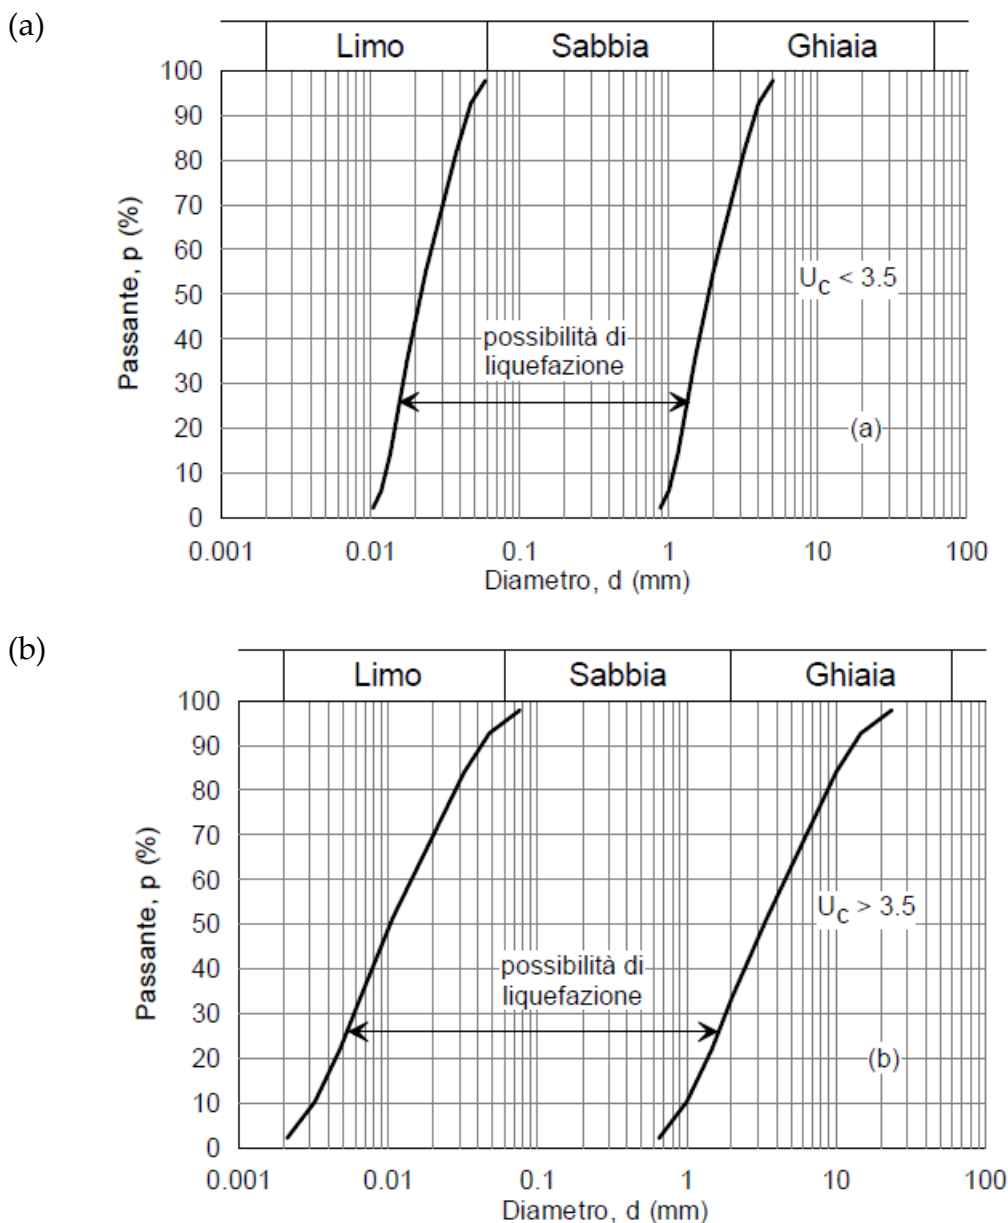 (a)
Limo Sabbia Ghiaia
100
90
80
70
60
50
40
30
20
10
0
Passante, p (%)
U_C < 3.5
possibilità di
liquefazione
(a)
0.001 0.01 0.1 1 10 100
Diametro, d (mm)
(b)
Limo Sabbia Ghiaia
100
90
80
70
60
50
40
30
20
10
0
Passante, p (%)
U_C > 3.5
possibilità di
liquefazione
(b)
0.001 0.01 0.1 1 10 100
Diametro, d (mm)